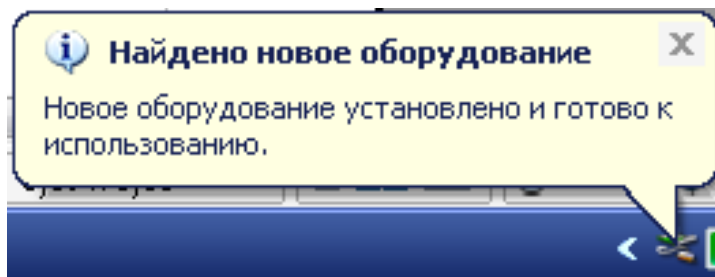 Найдено новое оборудование
Новое оборудование установлено и готово к
использованию.